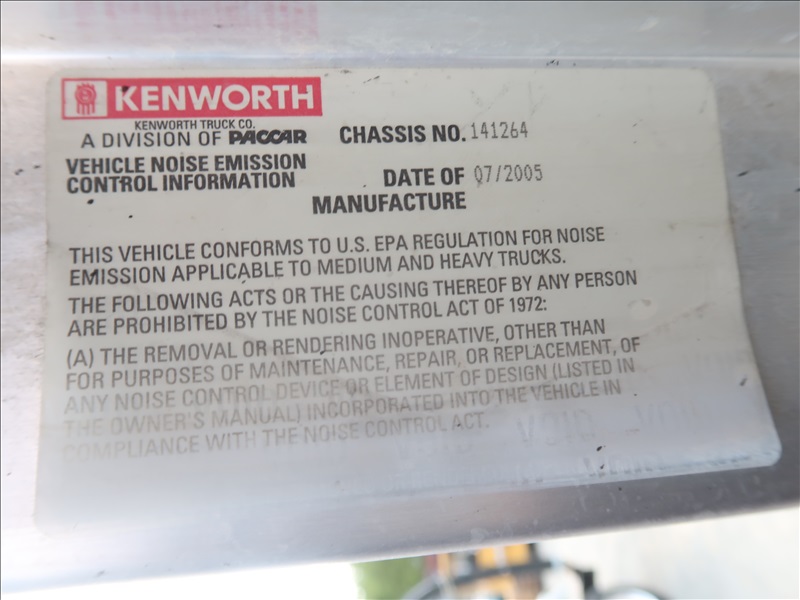 KENWORTH
KENWORTH TRUCK CO.
A DIVISION OF PACCAR
CHASSIS NO. 141264
VEHICLE NOISE EMISSION
CONTROL INFORMATION
DATE OF 07/2005
MANUFACTURE
THIS VEHICLE CONFORMS TO U.S. EPA REGULATION FOR NOISE
EMISSION APPLICABLE TO MEDIUM AND HEAVY TRUCKS.
THE FOLLOWING ACTS OR THE CAUSING THEREOF BY ANY PERSON
ARE PROHIBITED BY THE NOISE CONTROL ACT OF 1972:
(A) THE REMOVAL OR RENDERING INOPERATIVE, OTHER THAN
FOR PURPOSES OF MAINTENANCE, REPAIR, OR REPLACEMENT, OF
ANY NOISE CONTROL DEVICE OR ELEMENT OF DESIGN (LISTED IN
THE OWNER'S MANUAL) INCORPORATED INTO THE VEHICLE IN
COMPLIANCE WITH THE NOISE CONTROL ACT.